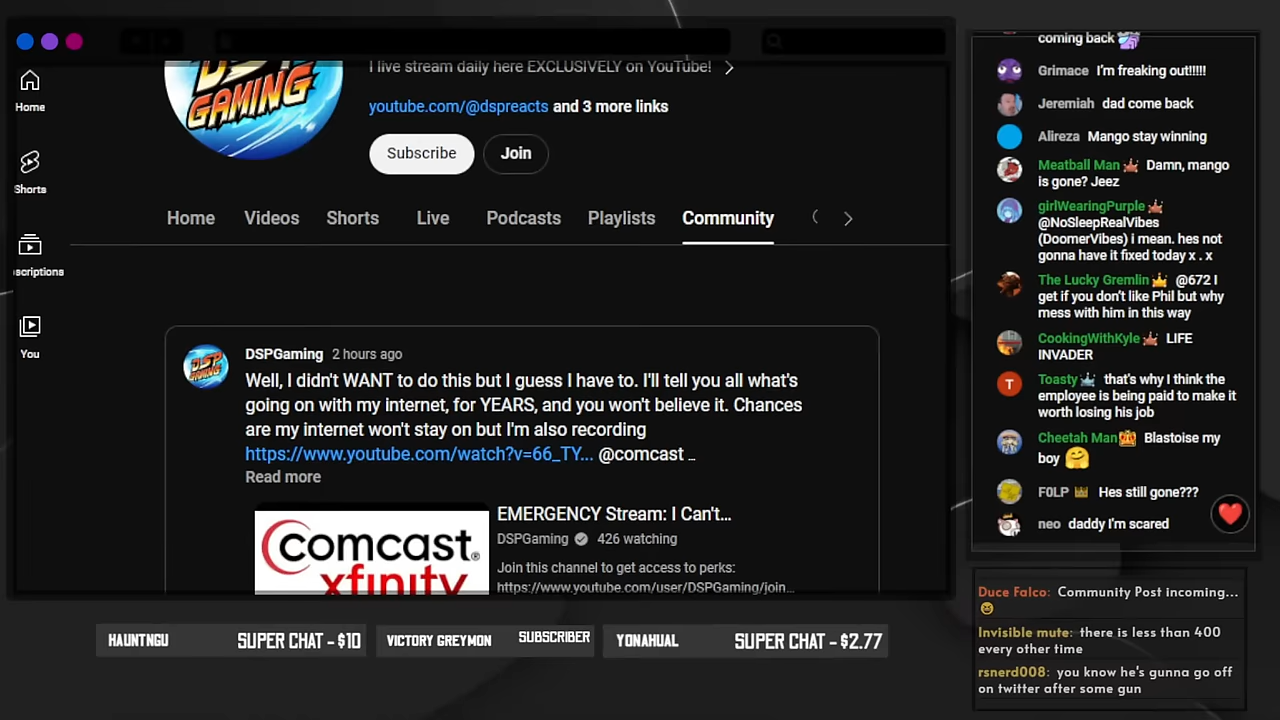 DSP
GAMING
I live stream daily here EXCLUSIVELY on YouTube!
youtube.com/@dspreacts and 3 more links
Subscribe
Join
Home
Shorts
scriptions
You
Home Videos Shorts Live Podcasts Playlists Community
DSP
GAMING
DSPGaming 2 hours ago
Well, I didn't WANT to do this but I guess I have to. I'll tell you all what's
going on with my internet, for YEARS, and you won't believe it. Chances
are my internet won't stay on but I'm also recording
https://www.youtube.com/watch?v=66_TY... @comcast ...
Read more
comcast
xfinity
EMERGENCY Stream: I Can't...
DSPGaming 426 watching
Join this channel to get access to perks:
https://www.youtube.com/user/DSPGaming/join...
HAUNTNGU SUPER CHAT - $10
VICTORY GREYMON SUBSCRIBER
YONAHUAL SUPER CHAT - $2.77
coming back
Grimace I'm freaking out!!!!!
Jeremiah dad come back
Alireza Mango stay winning
Meatball Man Damn, mango
is gone? Jeez
girlWearingPurple
@NoSleepRealVibes
(DoomerVibes) i mean. hes not
gonna have it fixed today x . x
The Lucky Gremlin @672 I
get if you don't like Phil but why
mess with him in this way
CookingWithKyle LIFE
INVADER
T
Toasty that's why I think the
employee is being paid to make it
worth losing his job
Cheetah Man Blastoise my
boy
F0LP Hes still gone???
neo daddy I'm scared
Duce Falco: Community Post incoming...
Invisible mute: there is less than 400
every other time
rsnerd008: you know he's gunna go off
on twitter after some gun